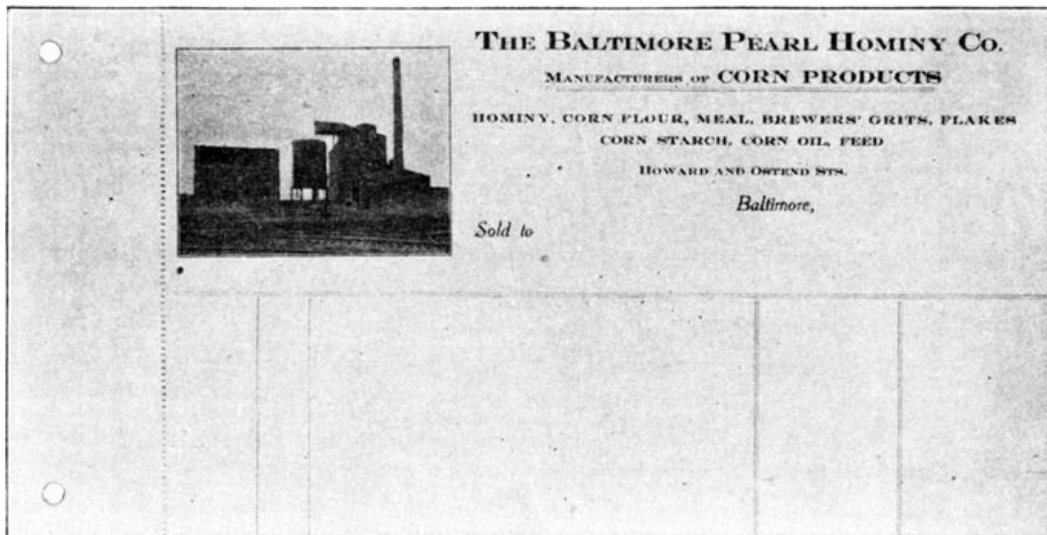 THE BALTIMORE PEARL HOMINY CO.
MANUFACTURERS OF CORN PRODUCTS
HOMINY, CORN FLOUR, MEAL, BREWERS' GRITS, FLAKES
CORN STARCH, CORN OIL, FEED
HOWARD AND OSTEND STS.
Baltimore,
Sold to